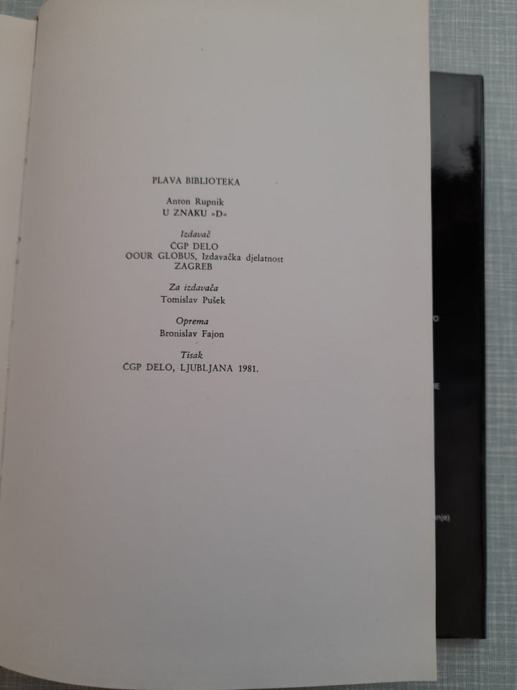 PLAVA BIBLIOTEKA
Anton Rupnik
U ZNAKU »D«
Izdavač
ČGP DELO
OOUR GLOBUS, Izdavačka djelatnost
ZAGREB
Za izdavača
Tomislav Pušek
Oprema
Bronislav Fajon
Tisak
ČGP DELO, LJUBLJANA 1981.